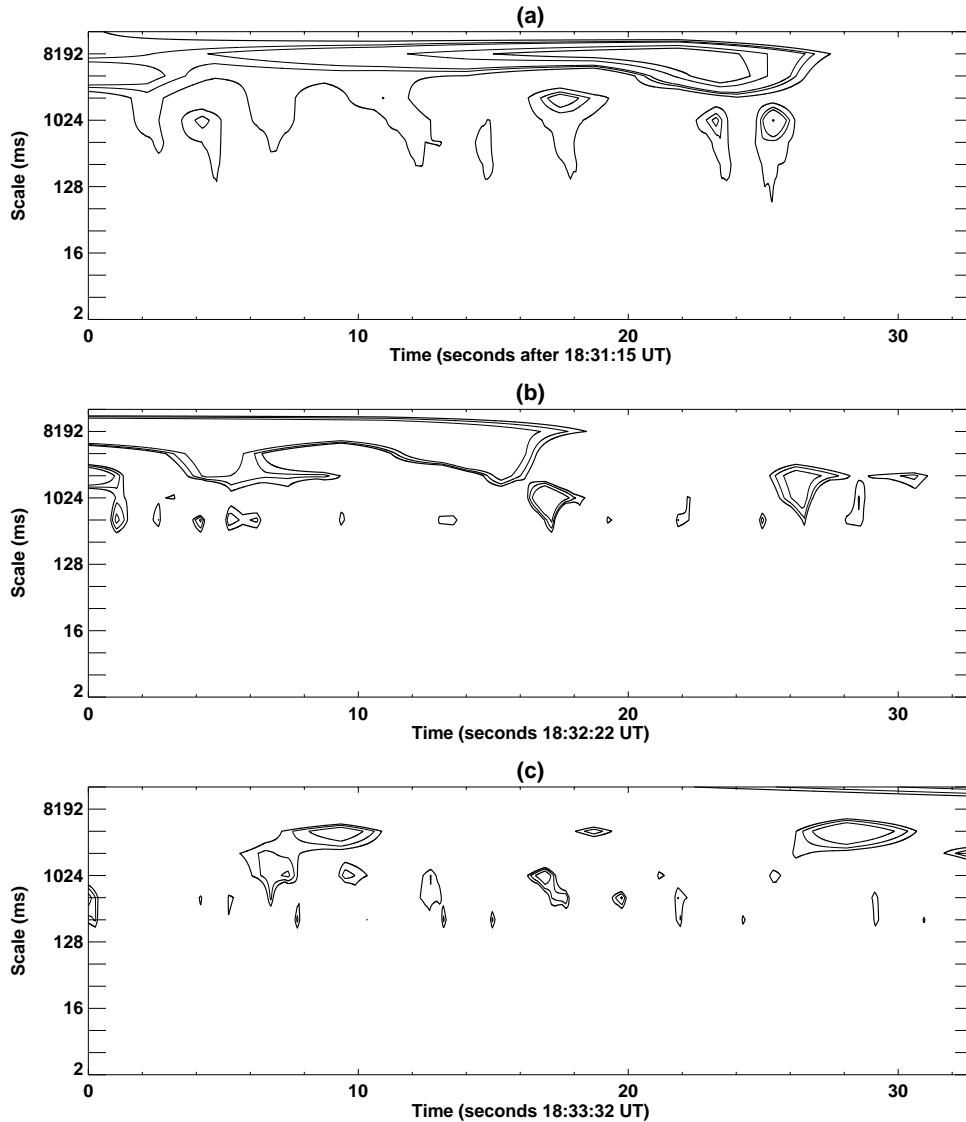 (a)
8192
1024
128
16
2
Scale (ms)
0 10 20 30
Time (seconds after 18:31:15 UT)
(b)
8192
1024
128
16
2
Scale (ms)
0 10 20 30
Time (seconds 18:32:22 UT)
(c)
8192
1024
128
16
2
Scale (ms)
0 10 20 30
Time (seconds 18:33:32 UT)